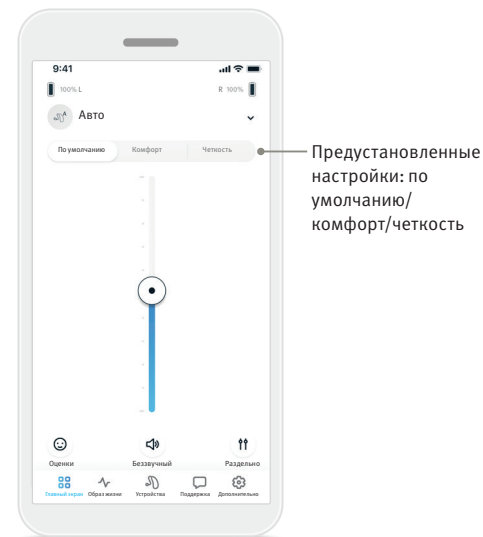 9:41
100% L
R 100%
Авто
По умолчанию Комфорт Четкость
Предустановленные
настройки: по
умолчанию/
комфорт/четкость
Оценки Беззвучный Раздельно
Главный экран Образ жизни Устройства Поддержка Дополнительно